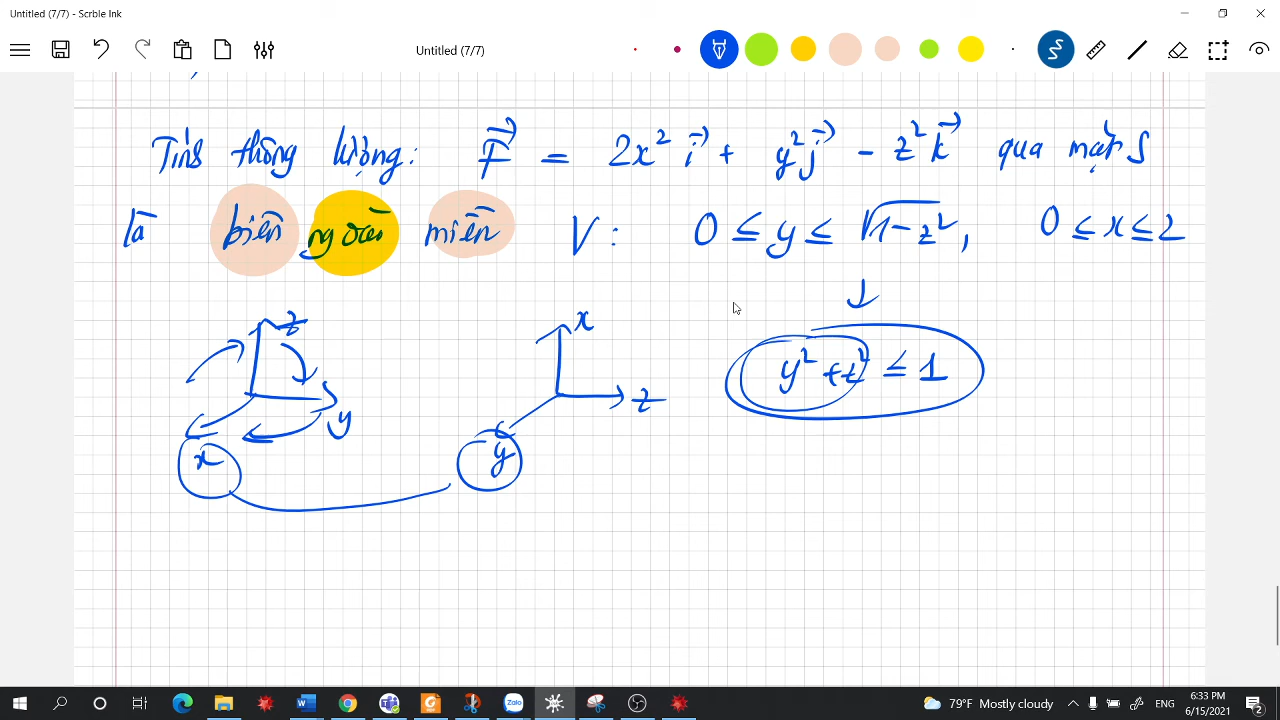 Untitled (7/7) - Scrble Ink
Untitled (7/7)
Tính thông lượng: F⃗ = 2x² i⃗ + y² j⃗ - z² k⃗ qua mặt S
là biên ngoài miền V: 0 ≤ y ≤ √1-z², 0 ≤ x ≤ 2
z y x
x z y
y² + z² ≤ 1
79°F Mostly cloudy ENG 6:33 PM
6/15/2021 2